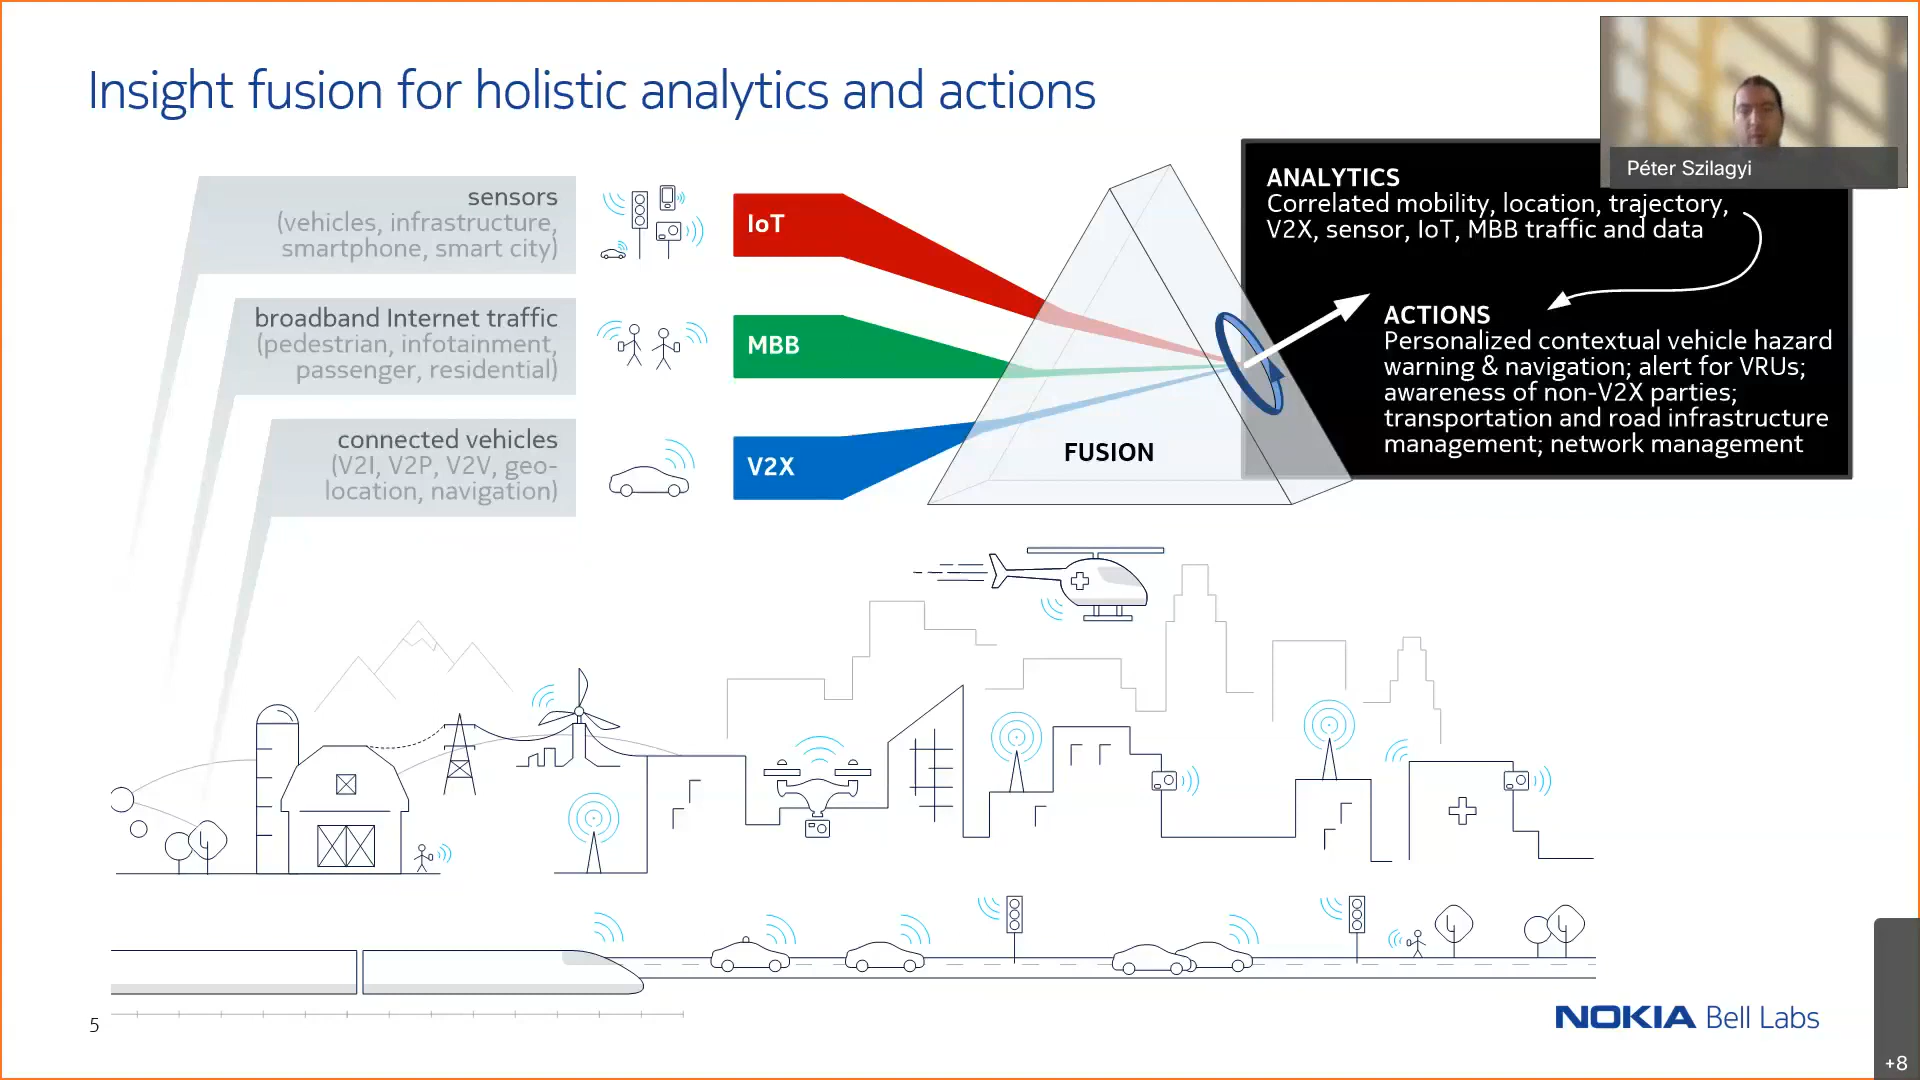 Insight fusion for holistic analytics and actions
Péter Szilagyi
sensors
(vehicles, infrastructure,
smartphone, smart city)
IoT
broadband Internet traffic
(pedestrian, infotainment,
passenger, residential)
MBB
connected vehicles
(V2I, V2P, V2V, geo-
location, navigation)
V2X
FUSION
ANALYTICS
Correlated mobility, location, trajectory,
V2X, sensor, IoT, MBB traffic and data
ACTIONS
Personalized contextual vehicle hazard
warning & navigation; alert for VRUs;
awareness of non-V2X parties;
transportation and road infrastructure
management; network management
5
NOKIA Bell Labs
+8